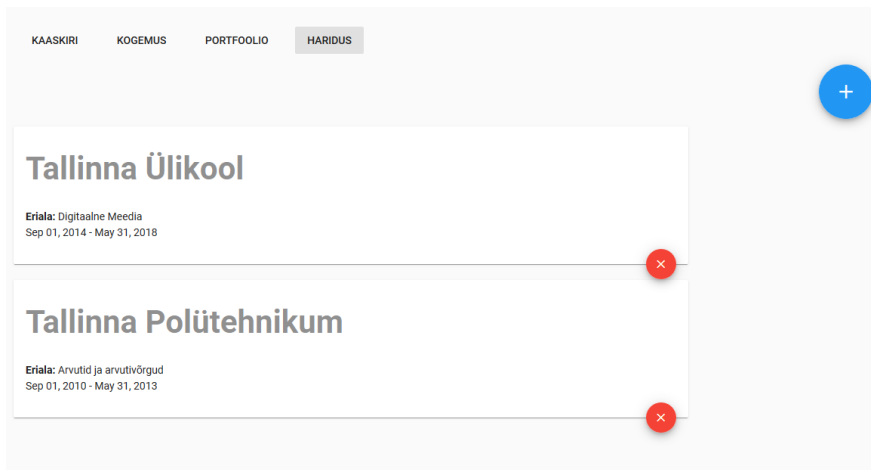 KAASKIRI KOGEMUS PORTFOOLIO HARIDUS
Tallinna Ülikool
Eriala: Digitaalne Meedia
Sep 01, 2014 - May 31, 2018
Tallinna Polütehnikum
Eriala: Arvutid ja arvutivõrgud
Sep 01, 2010 - May 31, 2013